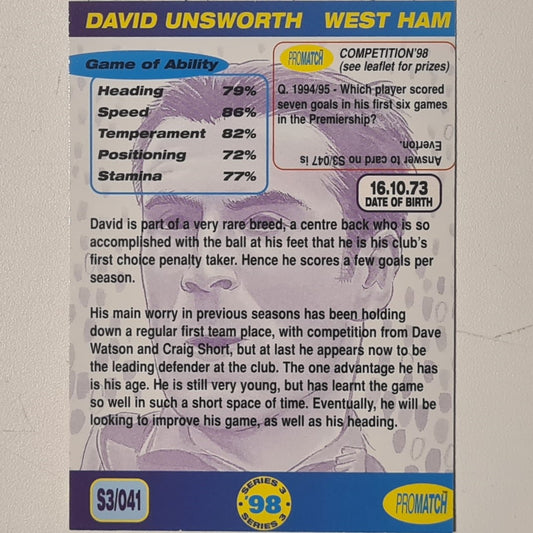 DAVID UNSWORTH WEST HAM
Game of Ability
Heading 79%
Speed 86%
Temperament 82%
Positioning 72%
Stamina 77%
PROMATCH
COMPETITION'98
(see leaflet for prizes)
Q. 1994/95 - Which player scored
seven goals in his first six games
in the Premiership?
Answer to card no S3/047 is
Everton.
16.10.73
DATE OF BIRTH
David is part of a very rare breed, a centre back who is so
accomplished with the ball at his feet that he is his club's
first choice penalty taker. Hence he scores a few goals per
season.
His main worry in previous seasons has been holding
down a regular first team place, with competition from Dave
Watson and Craig Short, but at last he appears now to be
the leading defender at the club. The one advantage he has
is his age. He is still very young, but has learnt the game
so well in such a short space of time. Eventually, he will be
looking to improve his game, as well as his heading.
S3/041
SERIES 3
'98
SERIES 3
PROMATCH